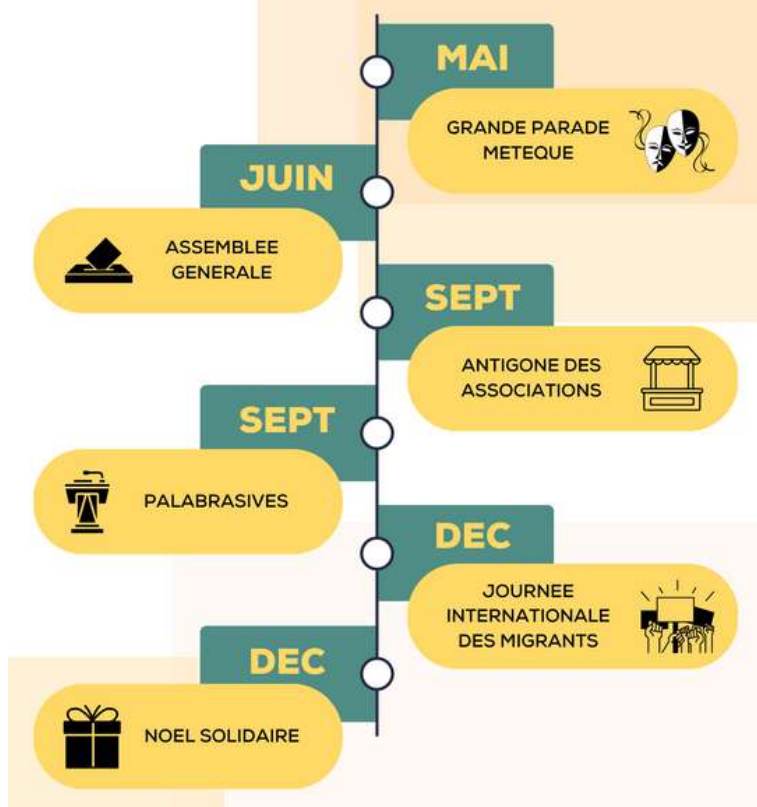 MAI
GRANDE PARADE
METEQUE
JUIN
ASSEMBLEE
GENERALE
SEPT
ANTIGONE DES
ASSOCIATIONS
SEPT
PALABRASIVES
DEC
JOURNEE
INTERNATIONALE
DES MIGRANTS
DEC
NOEL SOLIDAIRE